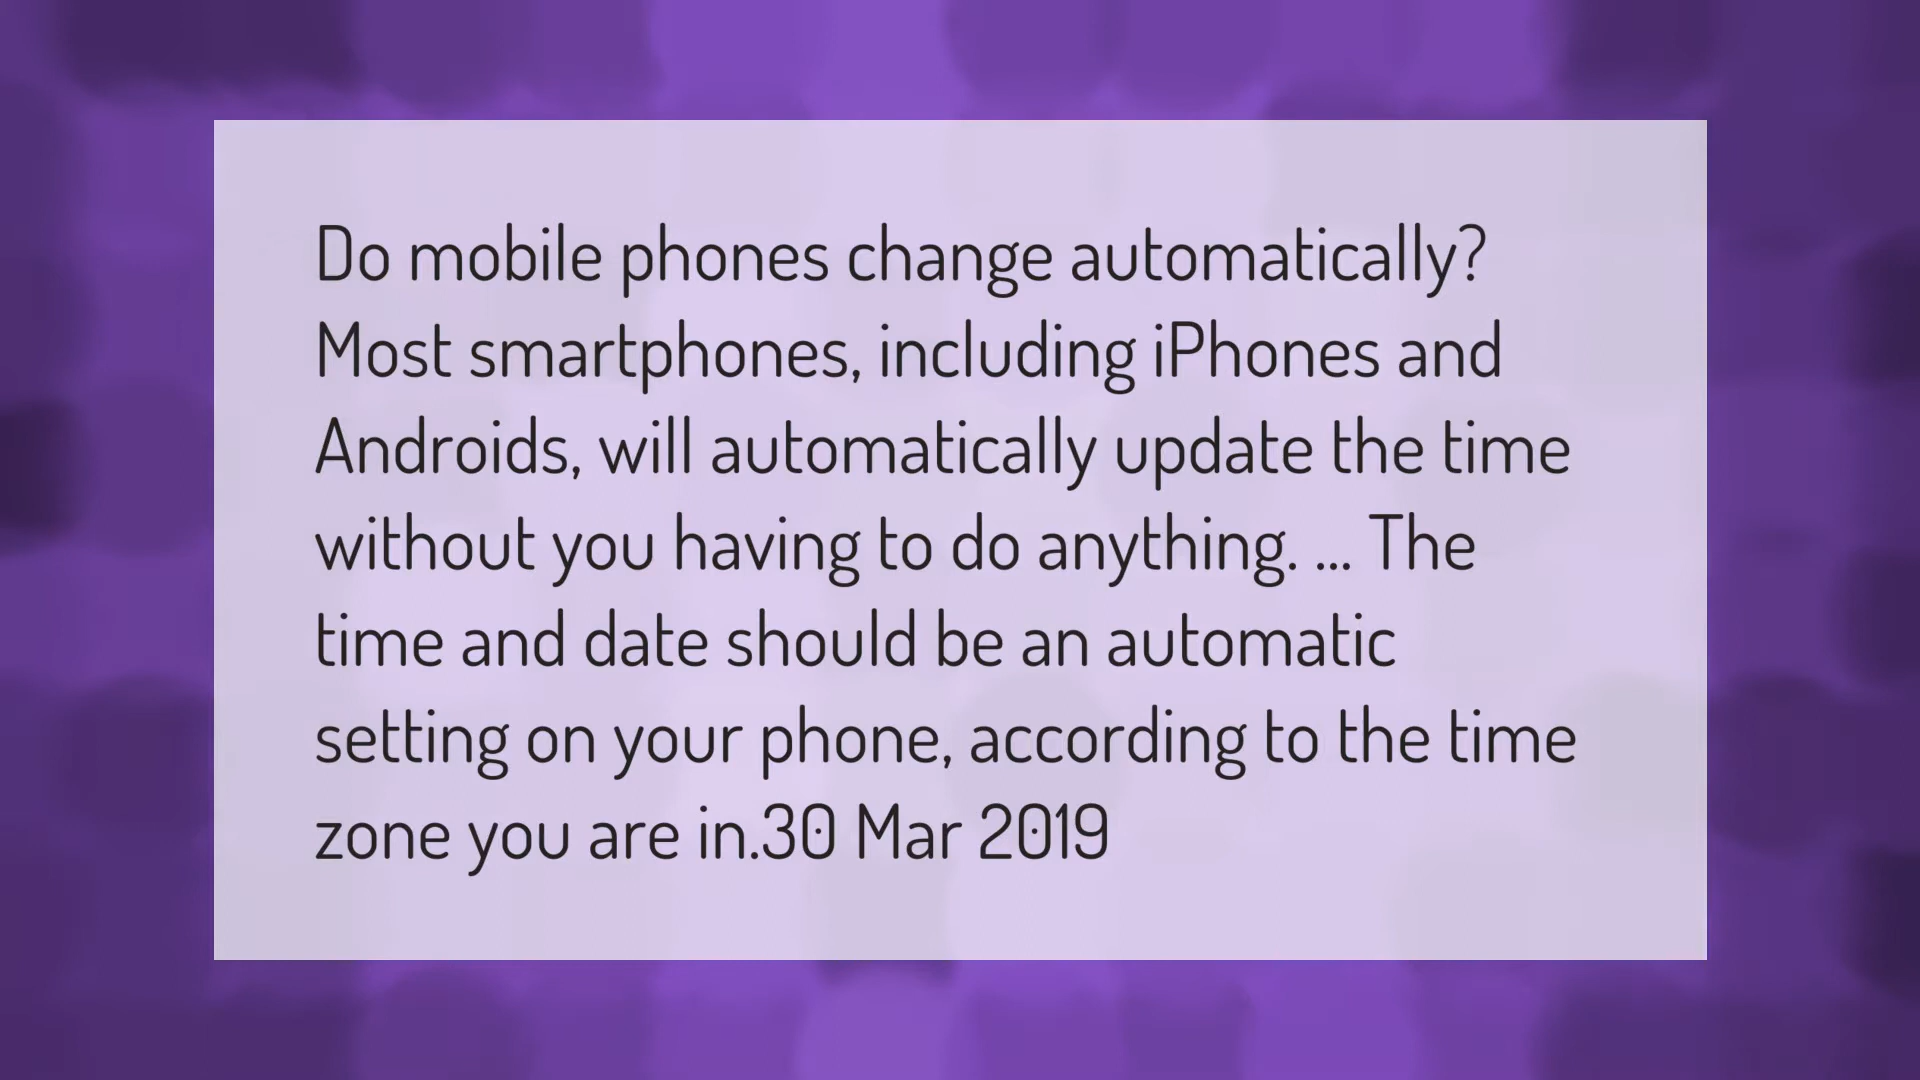 Do mobile phones change automatically?
Most smartphones, including iPhones and
Androids, will automatically update the time
without you having to do anything. ... The
time and date should be an automatic
setting on your phone, according to the time
zone you are in.30 Mar 2019